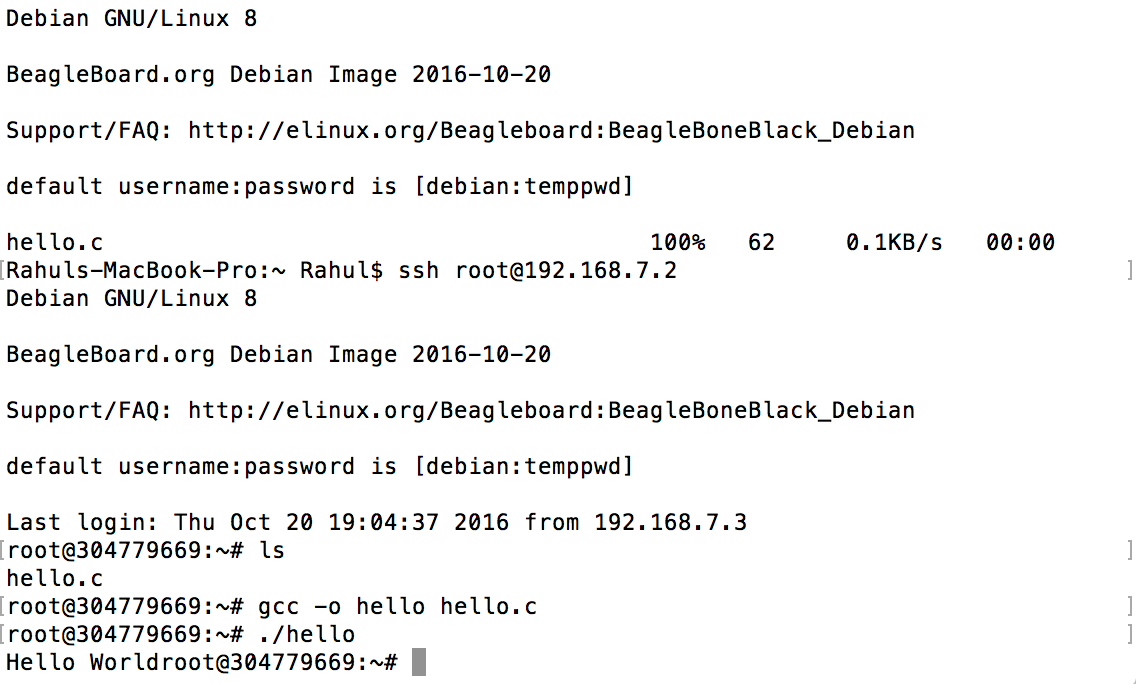 Debian GNU/Linux 8
BeagleBoard.org Debian Image 2016-10-20
Support/FAQ: http://elinux.org/Beagleboard:BeagleBoneBlack_Debian
default username:password is [debian:temppwd]
hello.c 100% 62 0.1KB/s 00:00
[Rahuls-MacBook-Pro:~ Rahul$ ssh root@192.168.7.2 ]
Debian GNU/Linux 8
BeagleBoard.org Debian Image 2016-10-20
Support/FAQ: http://elinux.org/Beagleboard:BeagleBoneBlack_Debian
default username:password is [debian:temppwd]
Last login: Thu Oct 20 19:04:37 2016 from 192.168.7.3
[root@304779669:~# ls ]
hello.c
[root@304779669:~# gcc -o hello hello.c ]
[root@304779669:~# ./hello ]
Hello Worldroot@304779669:~#